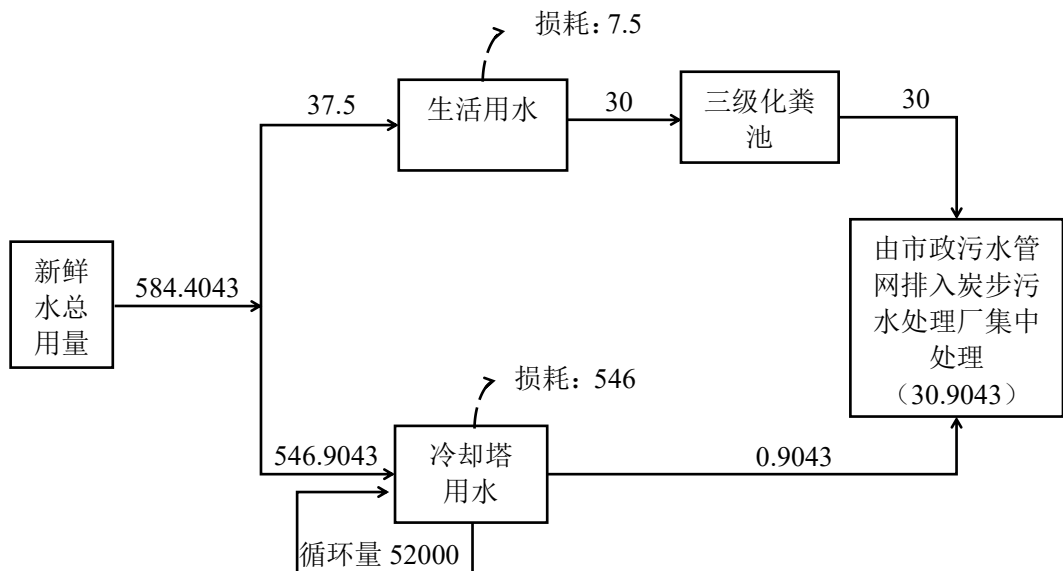 损耗：7.5
37.5
生活用水
30
三级化粪
池
30
新鲜
水总
用量
584.4043
由市政污水管
网排入炭步污
水处理厂集中
处理
（30.9043）
损耗：546
546.9043
冷却塔
用水
0.9043
循环量 52000